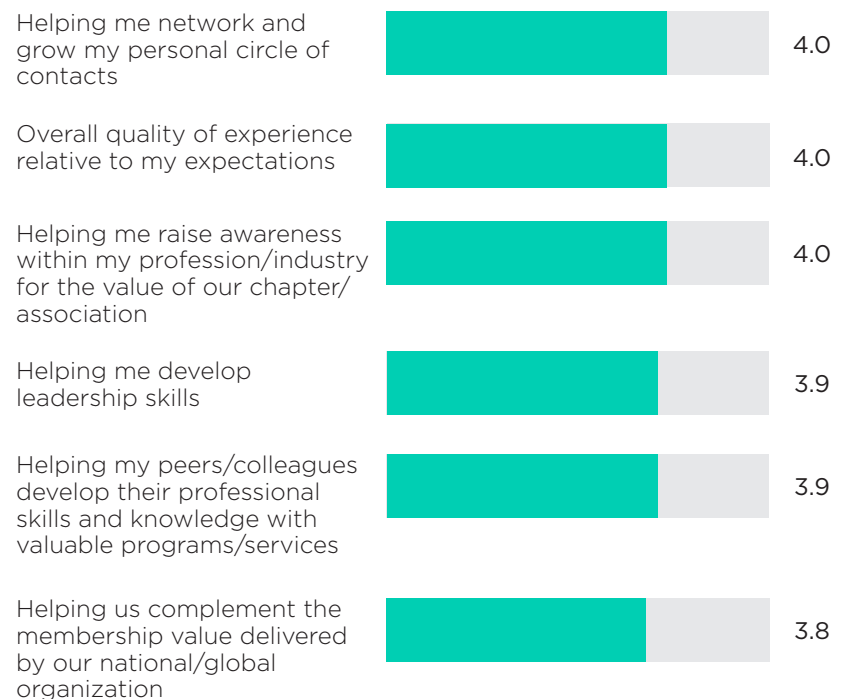 Helping me network and
grow my personal circle of
contacts
4.0
Overall quality of experience
relative to my expectations
4.0
Helping me raise awareness
within my profession/industry
for the value of our chapter/
association
4.0
Helping me develop
leadership skills
3.9
Helping my peers/colleagues
develop their professional
skills and knowledge with
valuable programs/services
3.9
Helping us complement the
membership value delivered
by our national/global
organization
3.8